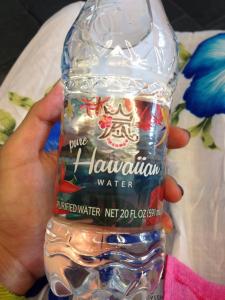 pure
Hawaiian
WATER
PURIFIED WATER NET 20 FL OZ